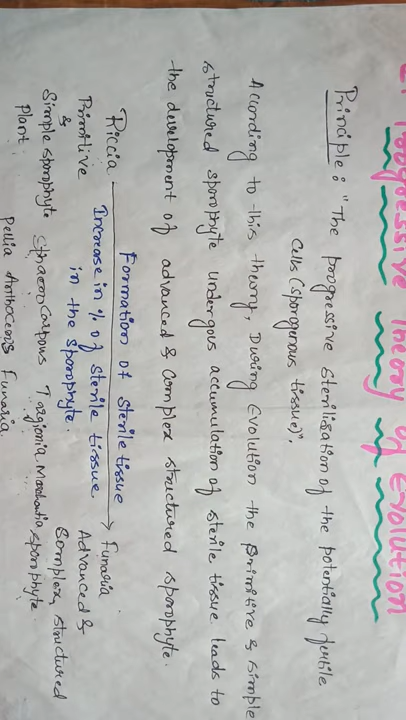 2. Progressive Theory of Evolution
Principle : "The progressive sterilisation of the potentially fertile
cells (sporogenous tissue)".
According to this theory, During Evolution the primitive & simple
structured sporophyte undergoes accumulation of sterile tissue leads to
the development of advanced & complex structured sporophyte.
Formation of sterile tissue
Riccia → Funaria
Primitive Increase in % of sterile tissue Advanced &
& in the sporophyte. Complex, structured
Simple sporophyte Sphaerocarpous Targionia, Marchantia sporophyte
Plant. Pellia Anthoceros Funaria.